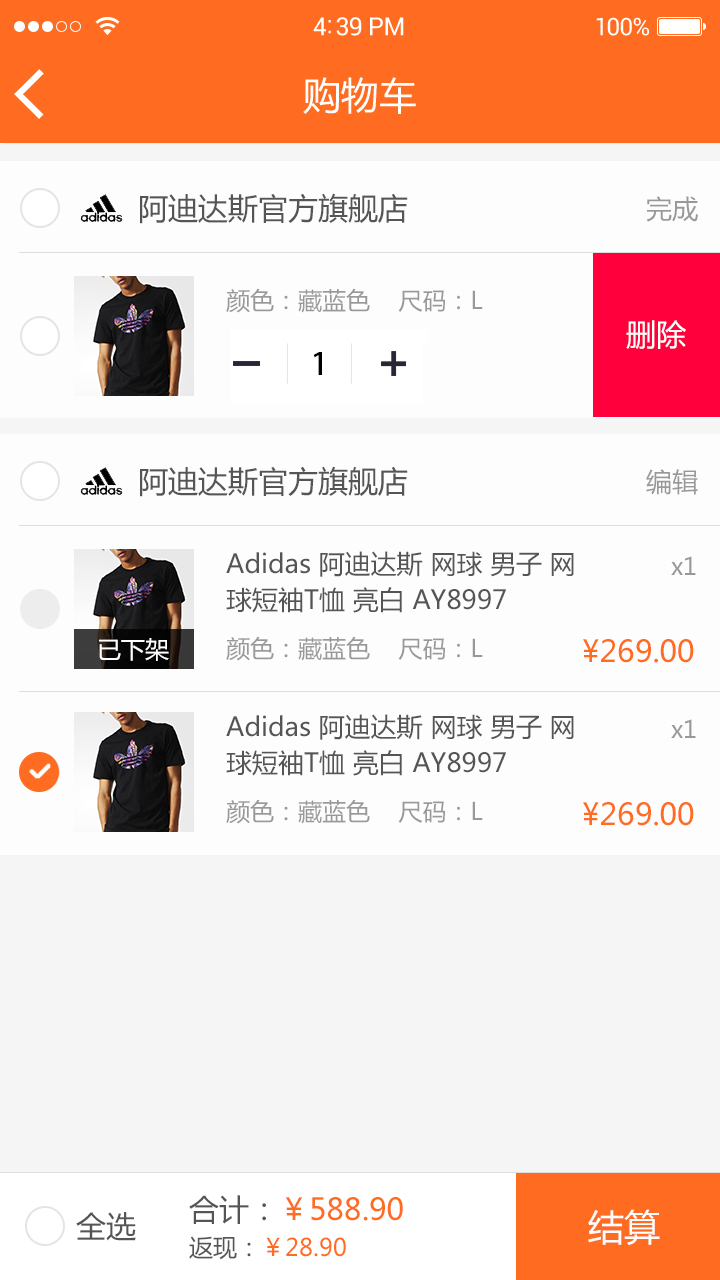 4:39 PM 100%
购物车
adidas 阿迪达斯官方旗舰店 完成
颜色：藏蓝色 尺码：L
1
删除
adidas 阿迪达斯官方旗舰店 编辑
Adidas 阿迪达斯 网球 男子 网 x1
球短袖T恤 亮白 AY8997
已下架
颜色：藏蓝色 尺码：L ¥269.00
Adidas 阿迪达斯 网球 男子 网 x1
球短袖T恤 亮白 AY8997
颜色：藏蓝色 尺码：L ¥269.00
全选
合计：¥588.90
返现：¥28.90
结算